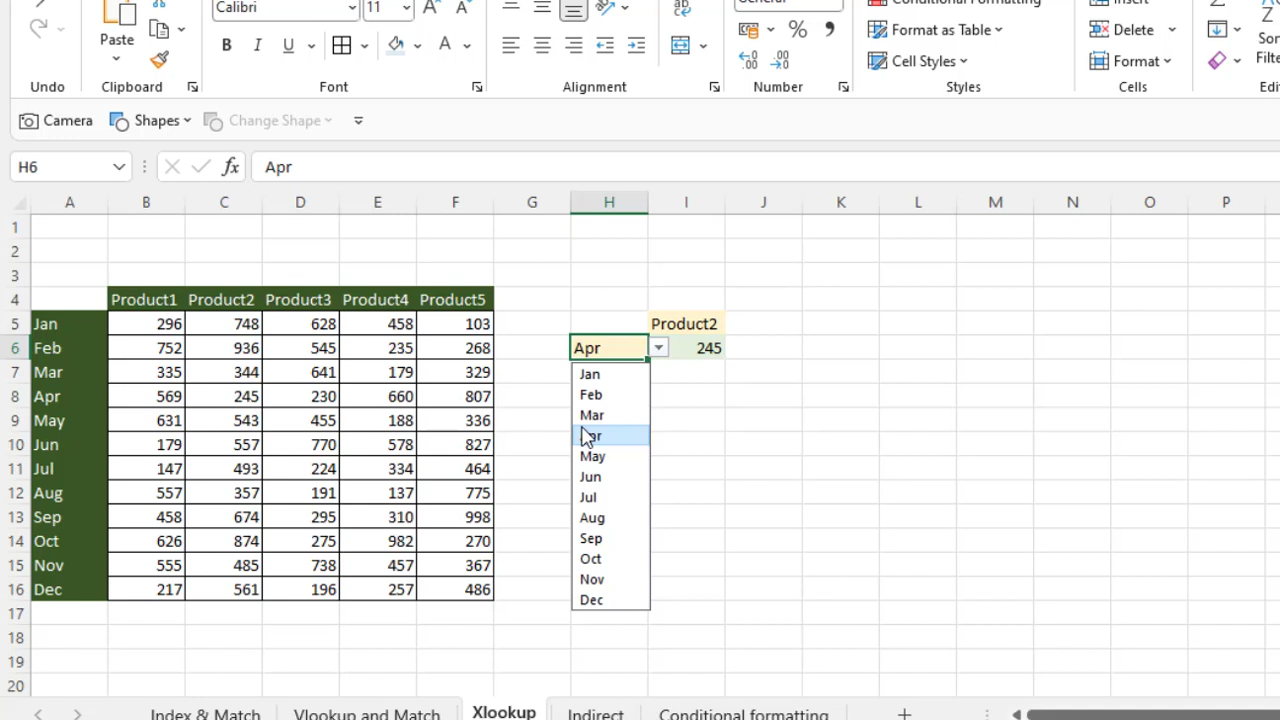 Calibri
11
Paste
Conditional Formatting
Format as Table
Cell Styles
Insert
Delete
Format
Undo
Clipboard
Font
Alignment
Number
Styles
Cells
Camera
Shapes
Change Shape
H6
fx
Apr
A B C D E F G H I J K L M N O P
1
2
3
4 Product1 Product2 Product3 Product4 Product5
5 Jan 296 748 628 458 103 Product2
6 Feb 752 936 545 235 268 Apr 245
7 Mar 335 344 641 179 329
8 Apr 569 245 230 660 807
9 May 631 543 455 188 336
10 Jun 179 557 770 578 827
11 Jul 147 493 224 334 464
12 Aug 557 357 191 137 775
13 Sep 458 674 295 310 998
14 Oct 626 874 275 982 270
15 Nov 555 485 738 457 367
16 Dec 217 561 196 257 486
17
18
19
20
Jan
Feb
Mar
May
Jun
Jul
Aug
Sep
Oct
Nov
Dec
Index & Match
Vlookup and Match
Xlookup
Indirect
Conditional formatting